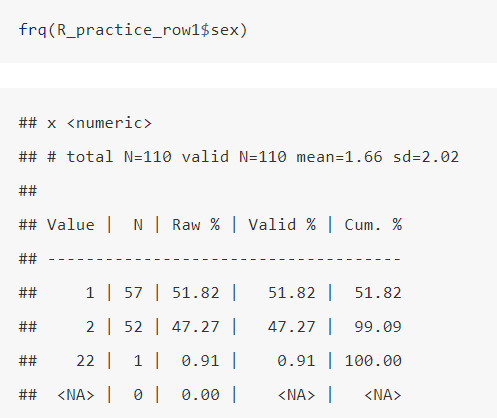 frq(R_practice_row1$sex)
## x <numeric>
## # total N=110 valid N=110 mean=1.66 sd=2.02
##
## Value | N | Raw % | Valid % | Cum. %
## -------------------------------------
## 1 | 57 | 51.82 | 51.82 | 51.82
## 2 | 52 | 47.27 | 47.27 | 99.09
## 22 | 1 | 0.91 | 0.91 | 100.00
## <NA> | 0 | 0.00 | <NA> | <NA>